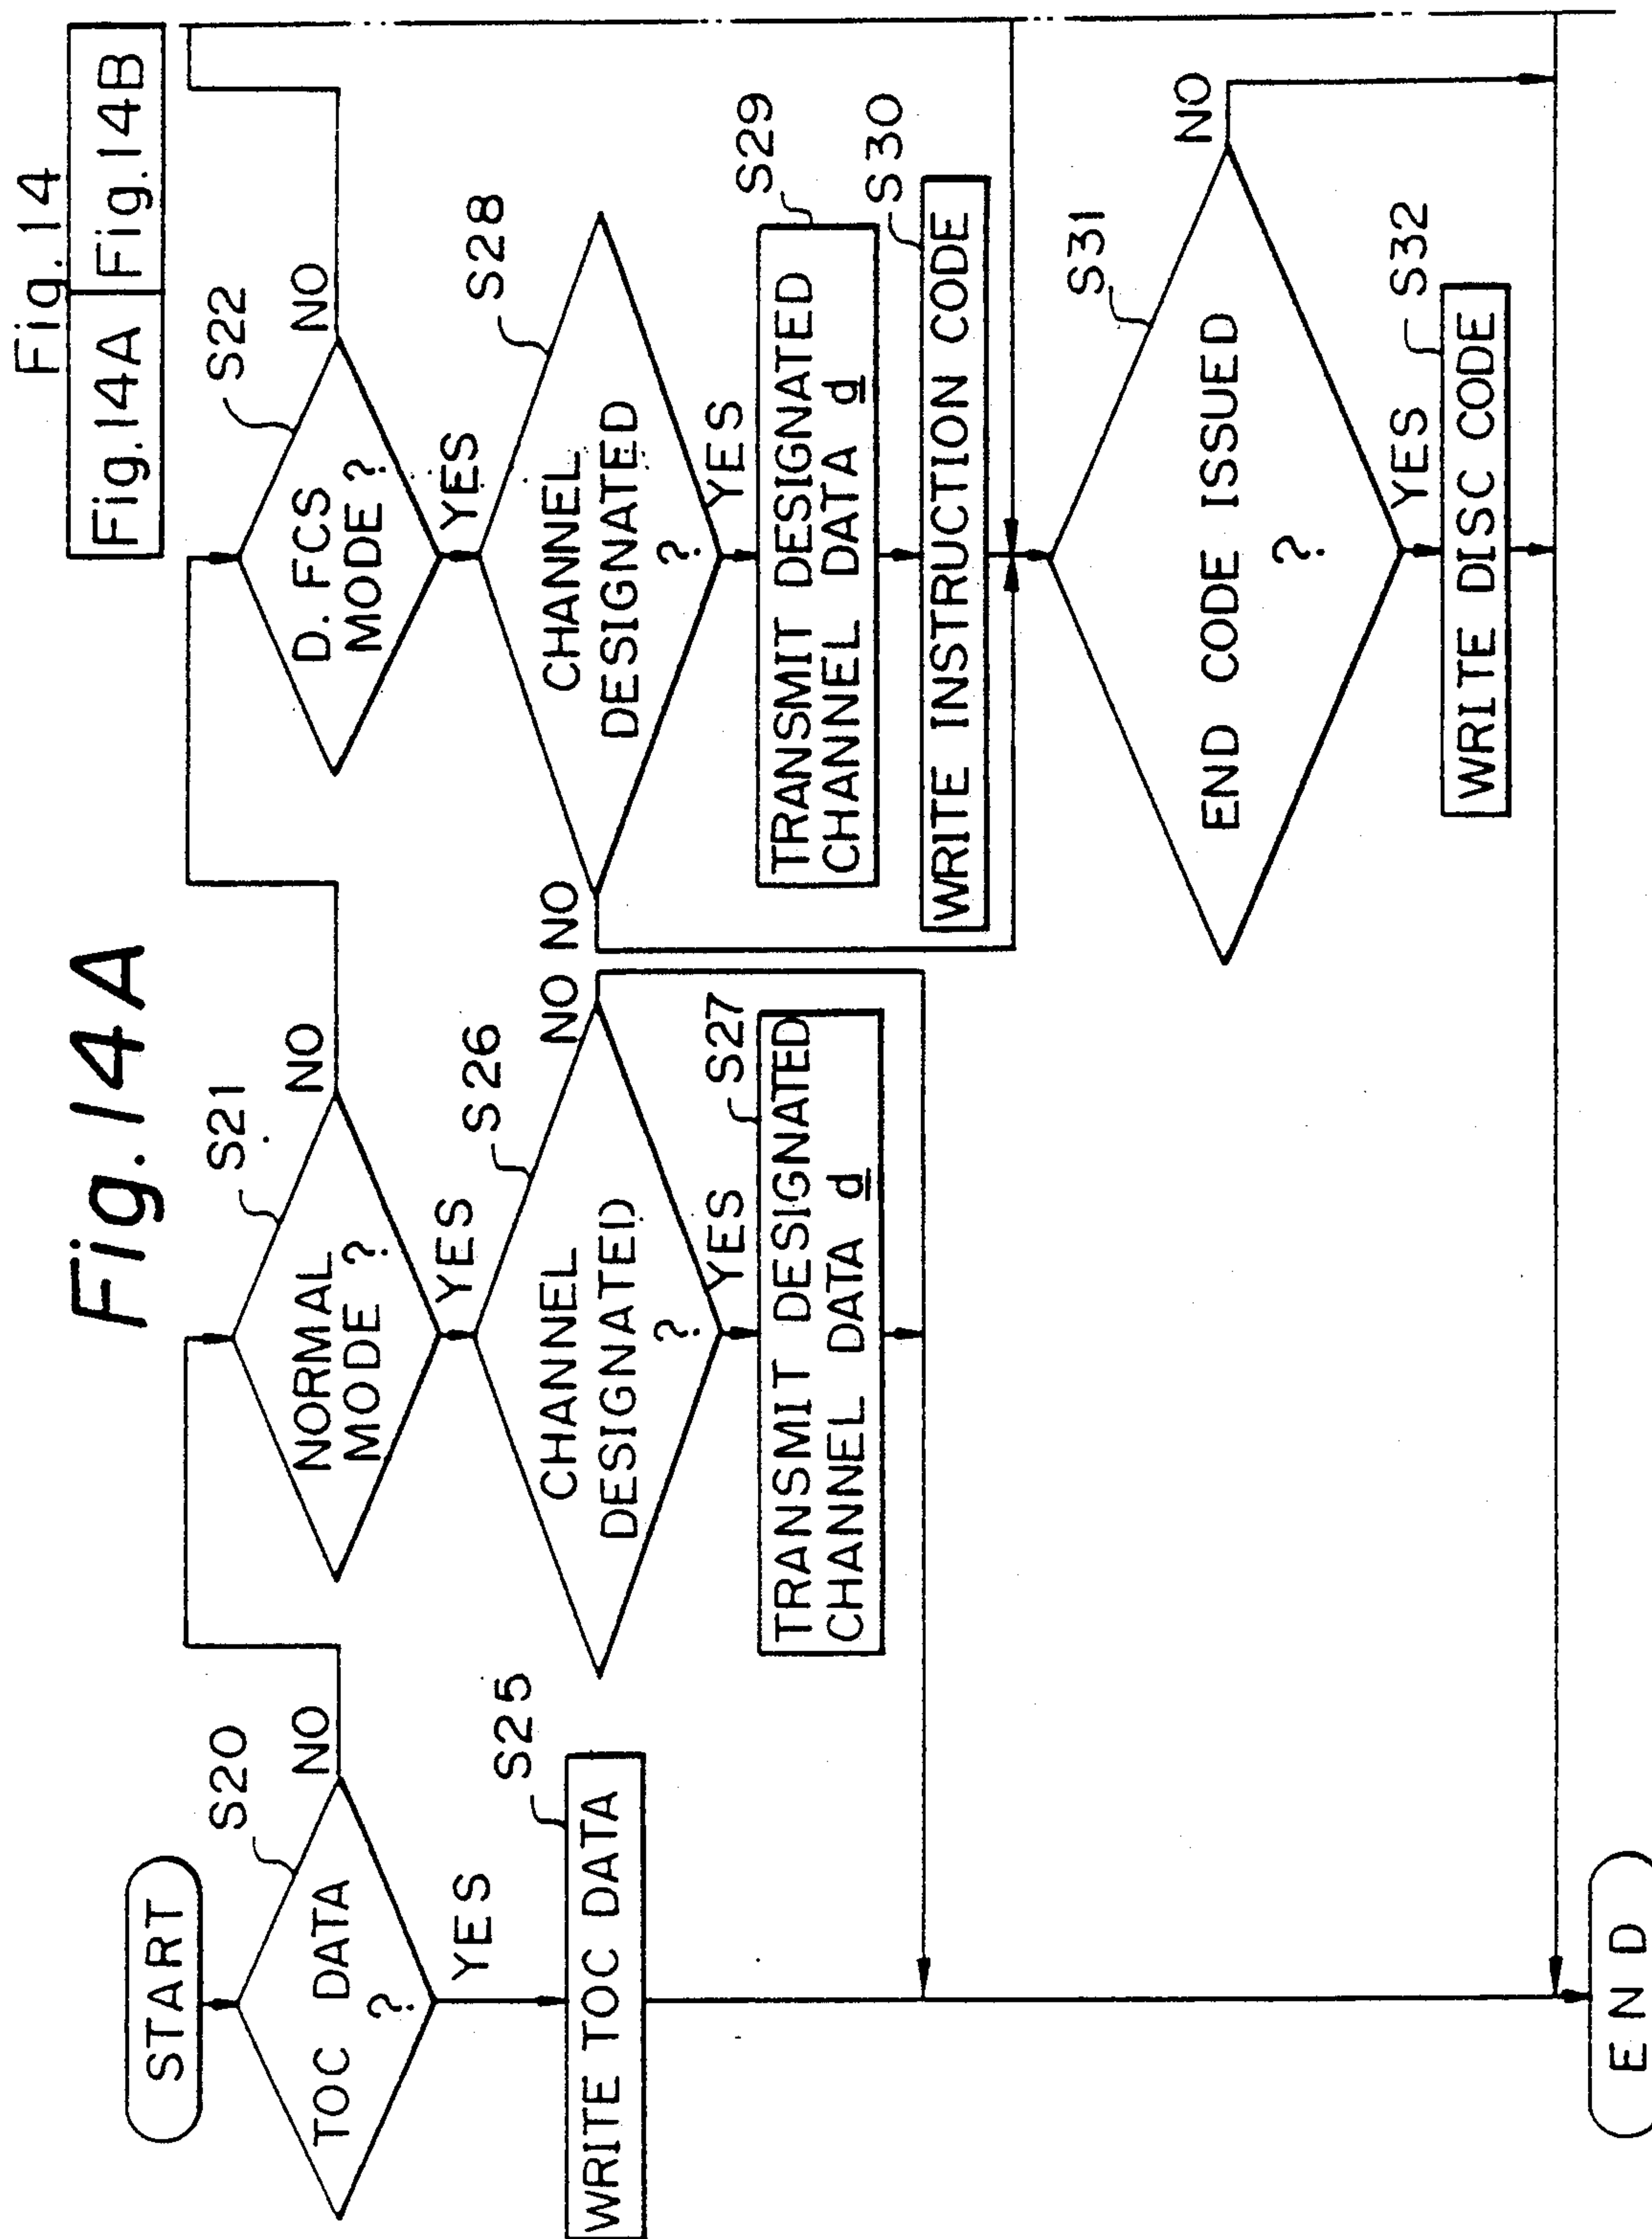 Fig. 14A
Fig. 14
Fig. 14A
Fig. 14B
START
S20
TOC DATA
?
NO
YES
S25
WRITE TOC DATA
S21
NORMAL
MODE ?
NO
YES
S26
CHANNEL
DESIGNATED
?
NO
YES
S27
TRANSMIT DESIGNATED
CHANNEL DATA d
S22
D. FCS
MODE ?
NO
YES
S28
CHANNEL
DESIGNATED
?
NO
YES
S29
TRANSMIT DESIGNATED
CHANNEL DATA d
S30
WRITE INSTRUCTION CODE
S31
END CODE ISSUED
?
NO
YES
S32
WRITE DISC CODE
END